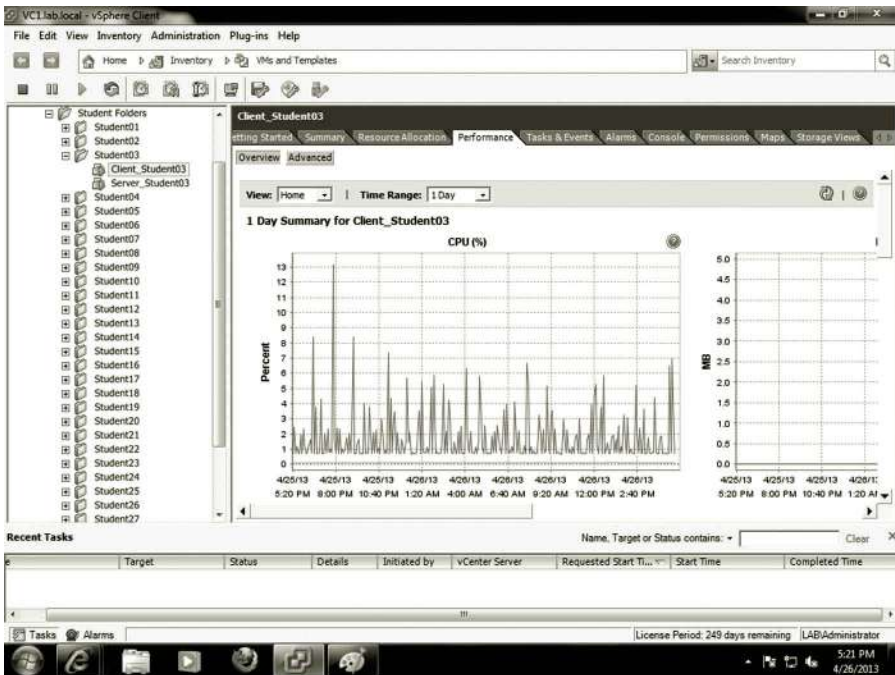 VC1.lab.local - vSphere Client
File Edit View Inventory Administration Plug-ins Help
Home Inventory VMs and Templates
Search Inventory
Student Folders
Student01
Student02
Student03
Client_Student03
Server_Student03
Student04
Student05
Student06
Student07
Student08
Student09
Student10
Student11
Student12
Student13
Student14
Student15
Student16
Student17
Student18
Student19
Student20
Student21
Student22
Student23
Student24
Student25
Student26
Student27
Client_Student03
etting Started Summary Resource Allocation Performance Tasks & Events Alarms Console Permissions Maps Storage Views
Overview Advanced
View: Home | Time Range: 1 Day
1 Day Summary for Client_Student03
CPU (%)
Percent
13
12
11
10
9
8
7
6
5
4
3
2
1
0
4/25/13 4/25/13 4/25/13 4/26/13 4/26/13 4/26/13 4/26/13 4/26/13 4/26/13
5:20 PM 8:00 PM 10:40 PM 1:20 AM 4:00 AM 6:40 AM 9:20 AM 12:00 PM 2:40 PM
MB
5.0
4.5
4.0
3.5
3.0
2.5
2.0
1.5
1.0
0.5
0.0
4/25/13 4/25/13 4/25/13 4/26/1
5:20 PM 8:00 PM 10:40 PM 1:20 A
Recent Tasks
Name, Target or Status contains: Clear
e Target Status Details Initiated by vCenter Server Requested Start Ti... Start Time Completed Time
Tasks Alarms
License Period: 249 days remaining LAB\Administrator
5:21 PM
4/26/2013